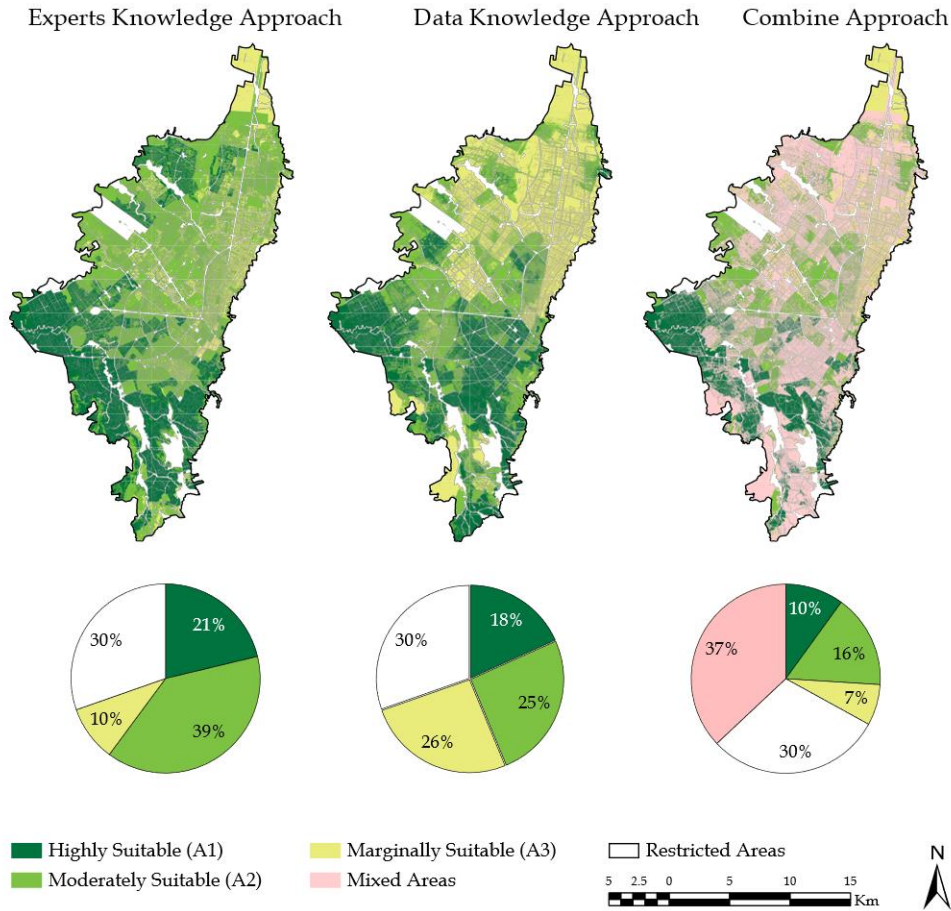 Experts Knowledge Approach
Data Knowledge Approach
Combine Approach
30%
21%
10%
39%
30%
18%
26%
25%
37%
10%
16%
7%
30%
Highly Suitable (A1)
Marginally Suitable (A3)
Restricted Areas
Moderately Suitable (A2)
Mixed Areas
5 2.5 0 5 10 15
Km
N